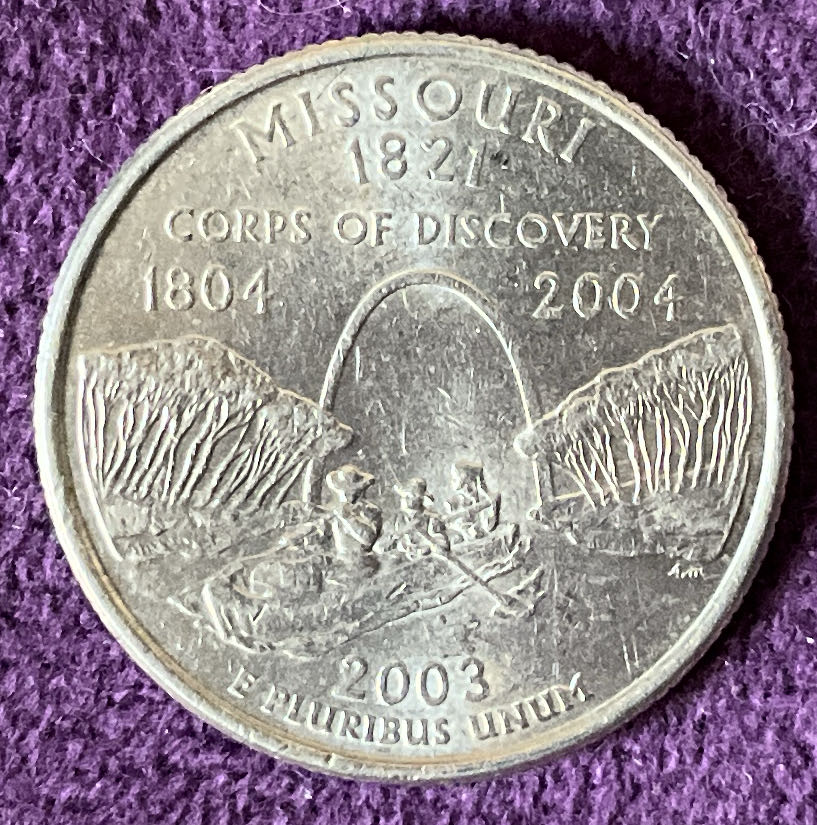 MISSOURI
1821
CORPS OF DISCOVERY
1804 2004
A.M.
2003
E PLURIBUS UNUM